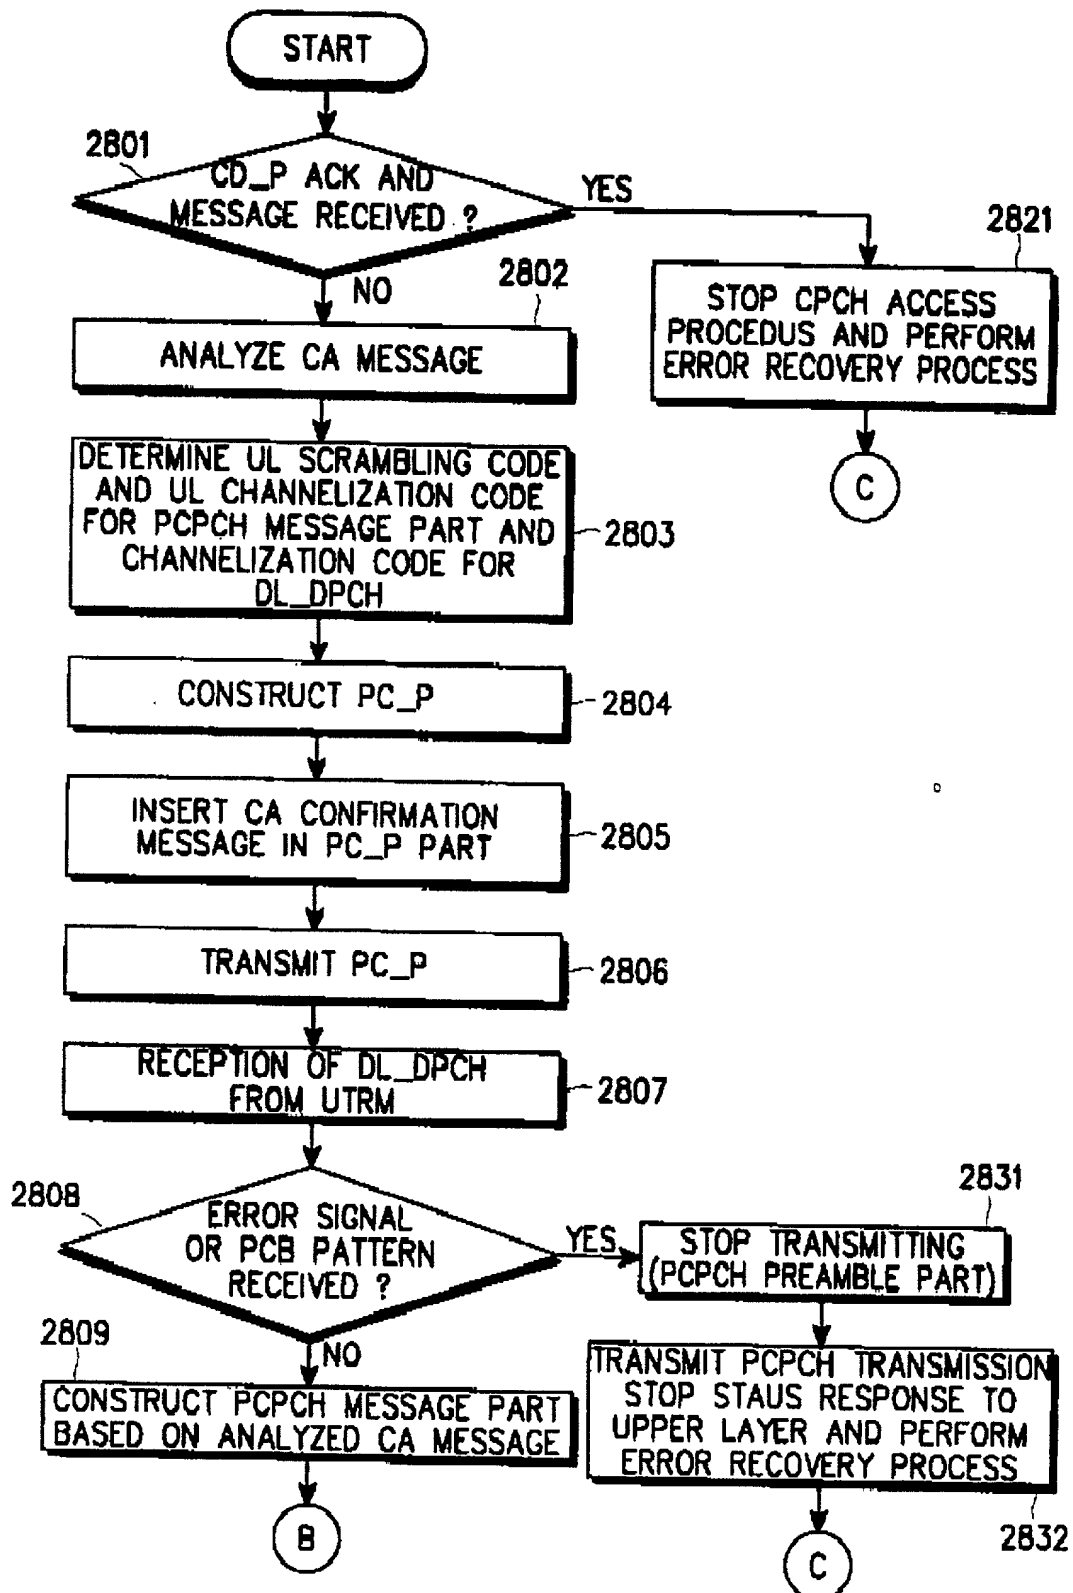 START
2801
CD_P ACK AND
MESSAGE RECEIVED ?
YES
2821
STOP CPCH ACCESS
PROCEDUS AND PERFORM
ERROR RECOVERY PROCESS
C
NO
2802
ANALYZE CA MESSAGE
DETERMINE UL SCRAMBLING CODE
AND UL CHANNELIZATION CODE
FOR PCPCH MESSAGE PART AND
CHANNELIZATION CODE FOR
DL_DPCH
2803
CONSTRUCT PC_P
2804
INSERT CA CONFIRMATION
MESSAGE IN PC_P PART
2805
TRANSMIT PC_P
2806
RECEPTION OF DL_DPCH
FROM UTRM
2807
2808
ERROR SIGNAL
OR PCB PATTERN
RECEIVED ?
YES
2831
STOP TRANSMITTING
(PCPCH PREAMBLE PART)
NO
2809
CONSTRUCT PCPCH MESSAGE PART
BASED ON ANALYZED CA MESSAGE
B
TRANSMIT PCPCH TRANSMISSION
STOP STAUS RESPONSE TO
UPPER LAYER AND PERFORM
ERROR RECOVERY PROCESS
2832
C